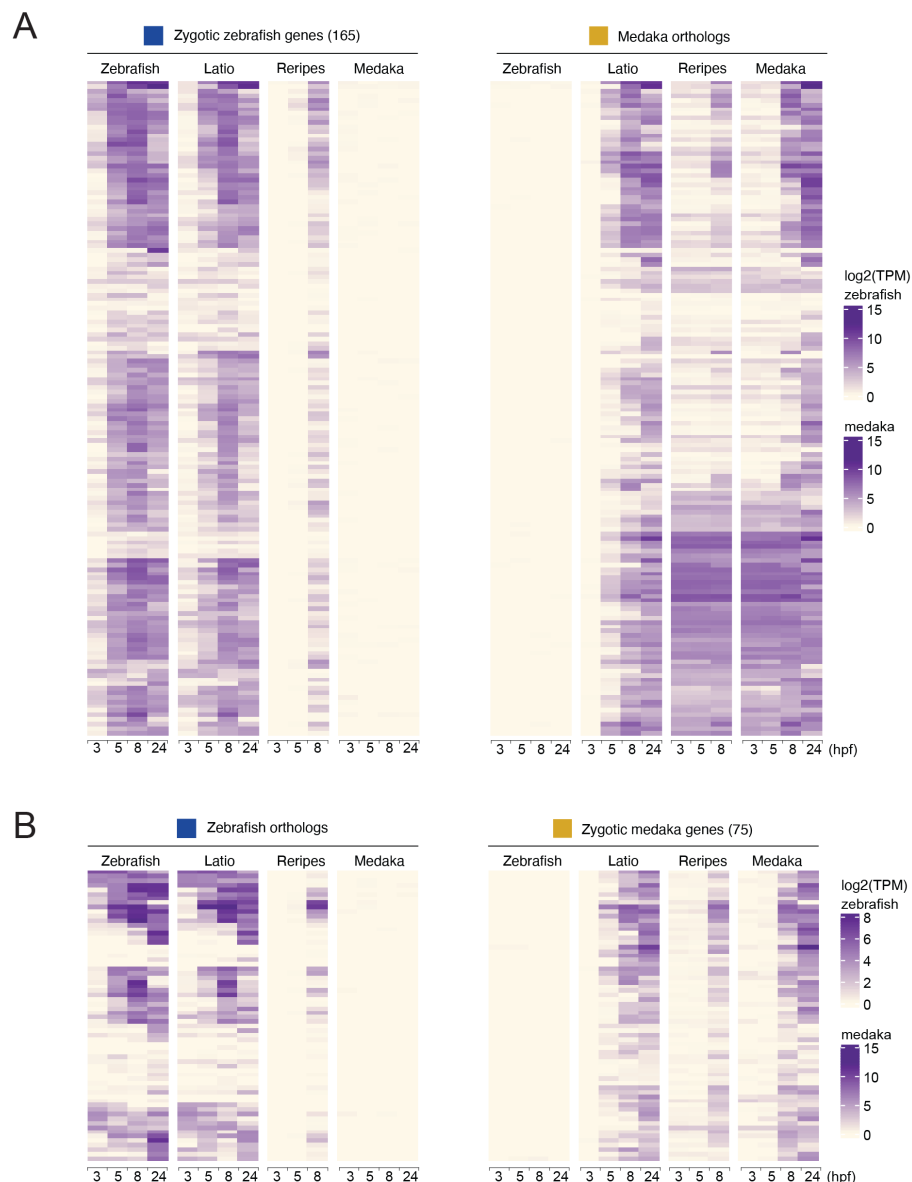 A
Zygotic zebrafish genes (165)
Medaka orthologs
Zebrafish Latio Reripes Medaka
Zebrafish Latio Reripes Medaka
log2(TPM)
zebrafish
15
10
5
0
medaka
15
10
5
0
3 5 8 24 3 5 8 24 3 5 8 3 5 8 24
3 5 8 24 3 5 8 24 3 5 8 3 5 8 24 (hpf)
B
Zebrafish orthologs
Zygotic medaka genes (75)
Zebrafish Latio Reripes Medaka
Zebrafish Latio Reripes Medaka
log2(TPM)
zebrafish
8
6
4
2
0
medaka
15
10
5
0
3 5 8 24 3 5 8 24 3 5 8 3 5 8 24
3 5 8 24 3 5 8 24 3 5 8 3 5 8 24 (hpf)